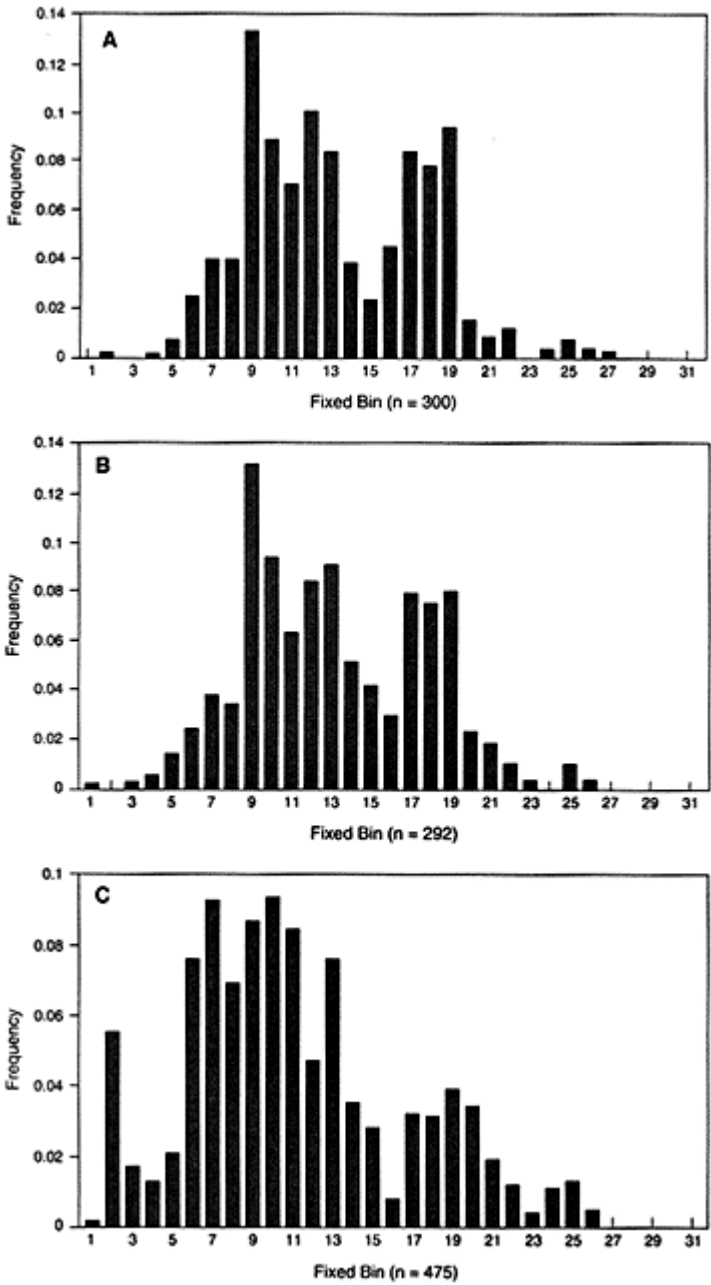 A
Frequency
0.14
0.12
0.1
0.08
0.06
0.04
0.02
0
1 3 5 7 9 11 13 15 17 19 21 23 25 27 29 31
Fixed Bin (n = 300)
B
Frequency
0.14
0.12
0.1
0.08
0.06
0.04
0.02
0
1 3 5 7 9 11 13 15 17 19 21 23 25 27 29 31
Fixed Bin (n = 292)
C
Frequency
0.1
0.08
0.06
0.04
0.02
0
1 3 5 7 9 11 13 15 17 19 21 23 25 27 29 31
Fixed Bin (n = 475)